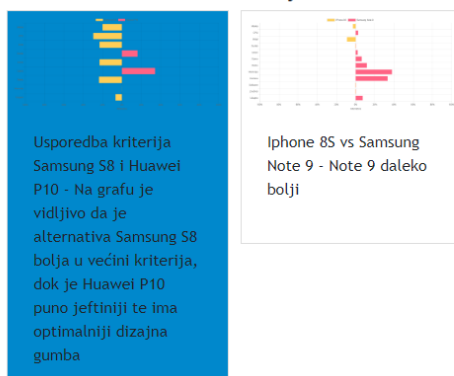 Usporedba kriterija
Samsung S8 i Huawei
P10 - Na grafu je
vidljivo da je
alternativa Samsung S8
bolja u većini kriterija,
dok je Huawei P10
puno jeftiniji te ima
optimalniji dizajna
gumba
Iphone 8S vs Samsung
Note 9 - Note 9 daleko
bolji